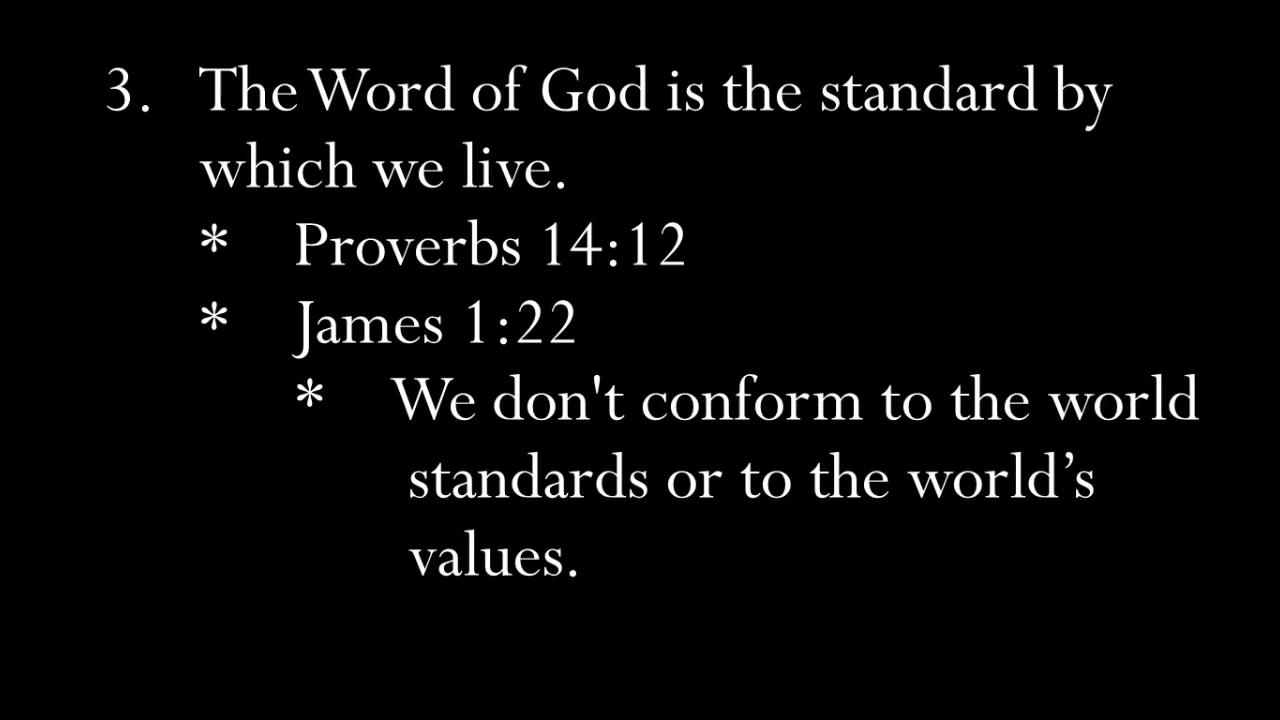 3. The Word of God is the standard by
which we live.
* Proverbs 14:12
* James 1:22
* We don't conform to the world
standards or to the world’s
values.